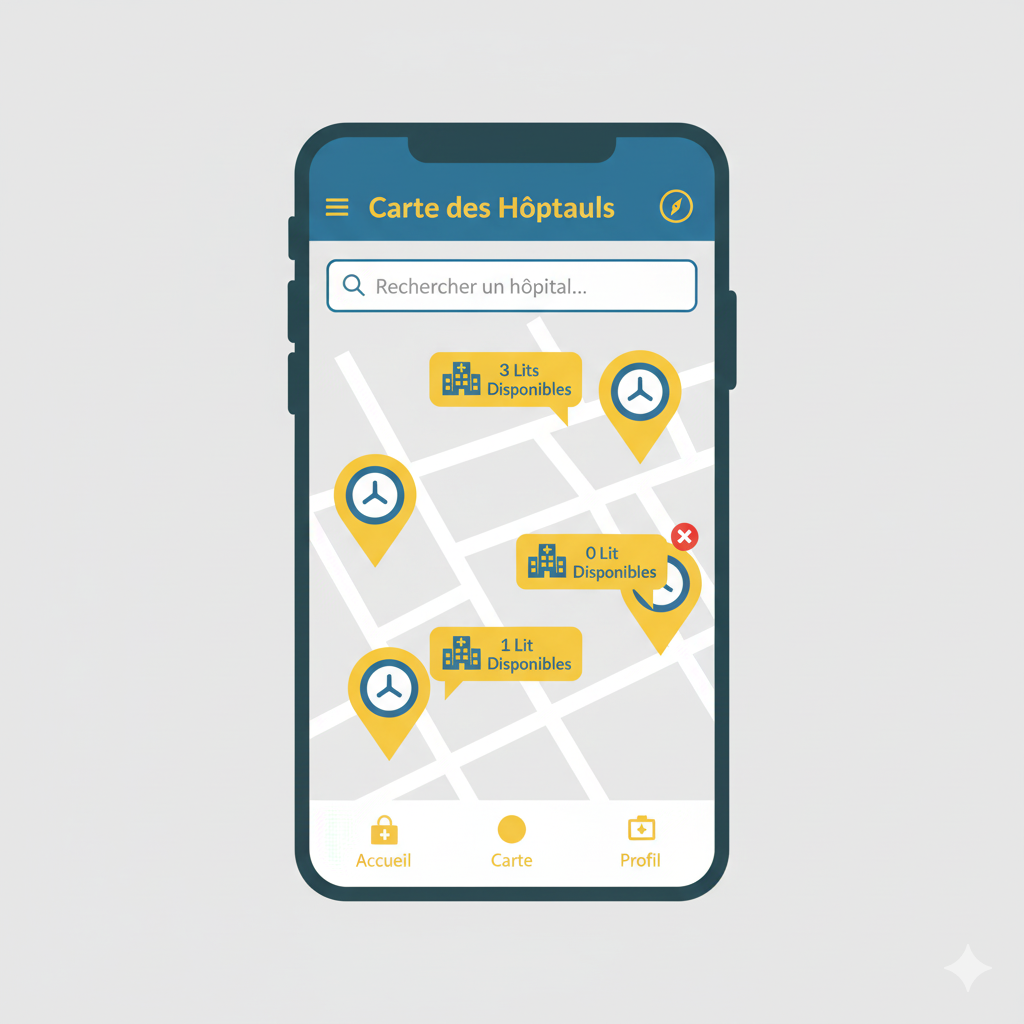 Carte des Hôptauls
Rechercher un hôpital...
3 Lits
Disponibles
0 Lit
Disponibles
1 Lit
Disponibles
Accueil
Carte
Profil